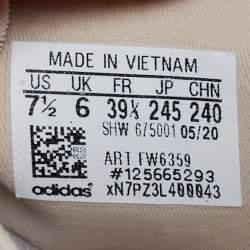 MADE IN VIETNAM
US UK FR JP CHN
7½ 6 39⅓ 245 240
SHW 675001 05/20
ART FW6359
#125665293
adidas xN7PZ3L400043